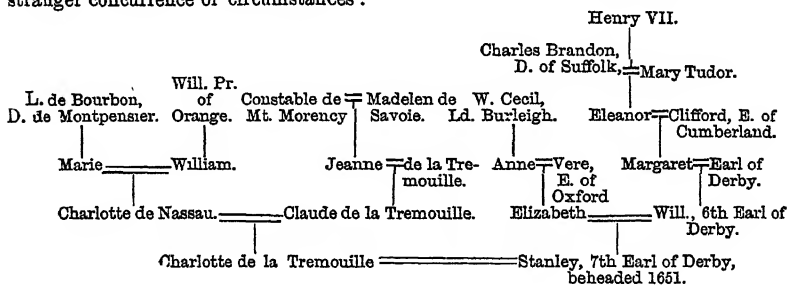 stranger concurrence of circumstances :
Henry VII.
Charles Brandon,
D. of Suffolk, Mary Tudor.
Will. Pr.
L. de Bourbon, of Constable de Madelen de W. Cecil,
D. de Montpensier. Orange. Mt. Morency Savoie. Ld. Burleigh. Eleanor Clifford, E. of
Cumberland.
Marie William. Jeanne de la Tre- Anne Vere, Margaret Earl of
mouille. E. of Derby.
Oxford
Charlotte de Nassau. Claude de la Tremouille. Elizabeth Will., 6th Earl of
Derby.
Charlotte de la Tremouille Stanley, 7th Earl of Derby,
beheaded 1651.